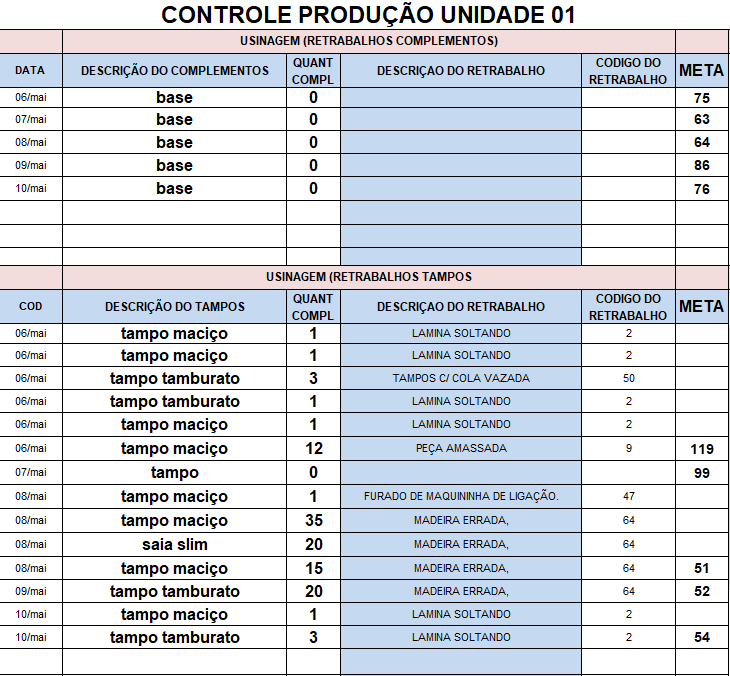 CONTROLE PRODUÇÃO UNIDADE 01
USINAGEM (RETRABALHOS COMPLEMENTOS)
DATA DESCRIÇÃO DO COMPLEMENTOS QUANT COMPL DESCRIÇAO DO RETRABALHO CODIGO DO RETRABALHO META
06/mai base 0 75
07/mai base 0 63
08/mai base 0 64
09/mai base 0 86
10/mai base 0 76
USINAGEM (RETRABALHOS TAMPOS
COD DESCRIÇÃO DO TAMPOS QUANT COMPL DESCRIÇAO DO RETRABALHO CODIGO DO RETRABALHO META
06/mai tampo maciço 1 LAMINA SOLTANDO 2
06/mai tampo maciço 1 LAMINA SOLTANDO 2
06/mai tampo tamburato 3 TAMPOS C/ COLA VAZADA 50
06/mai tampo tamburato 1 LAMINA SOLTANDO 2
06/mai tampo maciço 1 LAMINA SOLTANDO 2
06/mai tampo maciço 12 PEÇA AMASSADA 9 119
07/mai tampo 0 99
08/mai tampo maciço 1 FURADO DE MAQUININHA DE LIGAÇÃO. 47
08/mai tampo maciço 35 MADEIRA ERRADA, 64
08/mai saia slim 20 MADEIRA ERRADA, 64
08/mai tampo maciço 15 MADEIRA ERRADA, 64 51
09/mai tampo tamburato 20 MADEIRA ERRADA, 64 52
10/mai tampo maciço 1 LAMINA SOLTANDO 2
10/mai tampo tamburato 3 LAMINA SOLTANDO 2 54